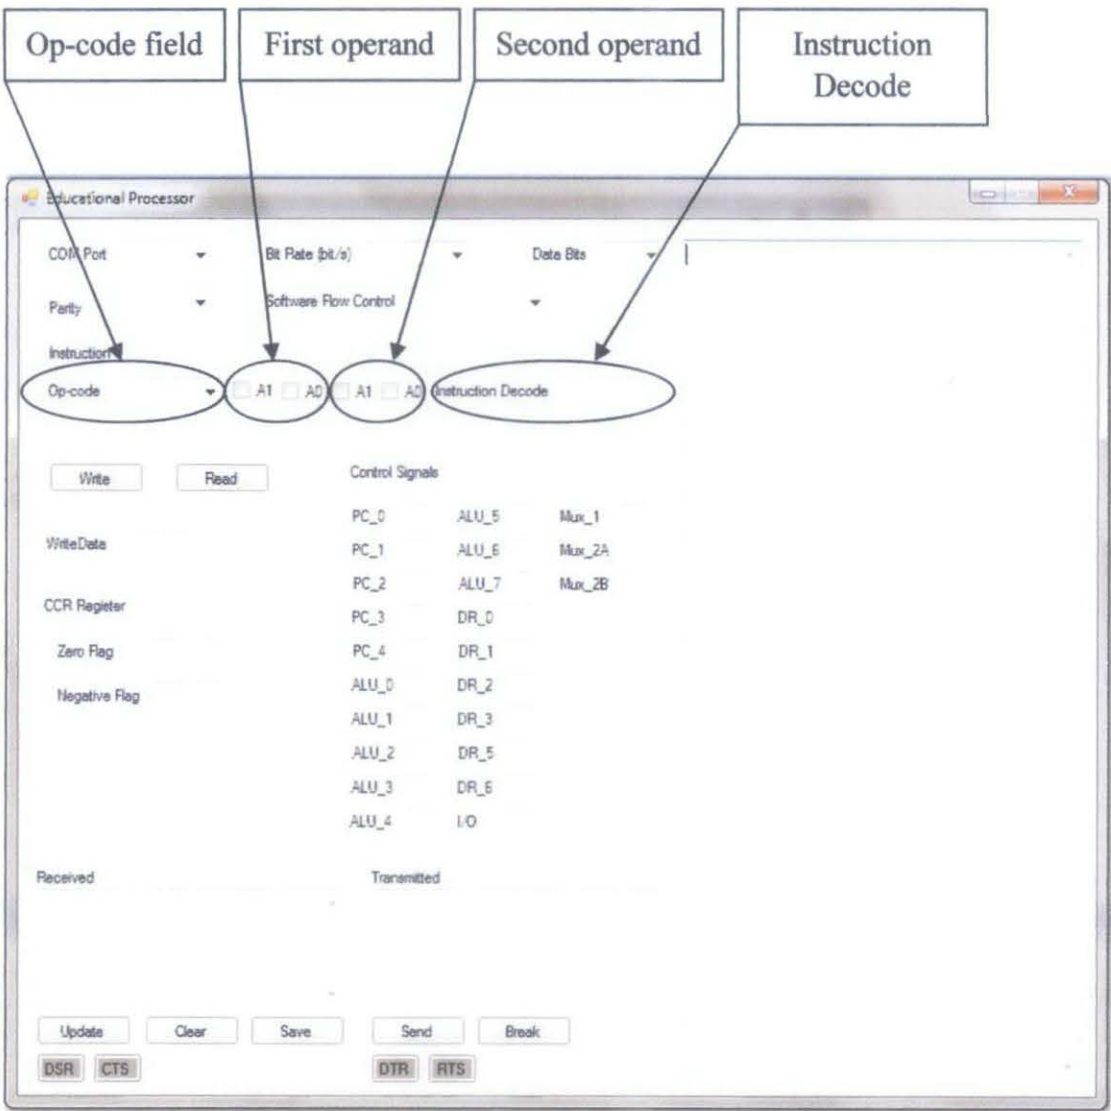 Op-code field
First operand
Second operand
Instruction
Decode
Educational Processor
COM Port
Bit Rate (bit/s)
Data Bits
Parity
Software Flow Control
Instruction
Op-code
A1
A0
A1
A0
Instruction Decode
Write
Read
Control Signals
PC_0
ALU_5
Mux_1
WriteData
PC_1
ALU_6
Mux_2A
PC_2
ALU_7
Mux_2B
CCR Register
PC_3
DR_0
Zero Flag
PC_4
DR_1
Negative Flag
ALU_0
DR_2
ALU_1
DR_3
ALU_2
DR_5
ALU_3
DR_6
ALU_4
I/O
Received
Transmitted
Update
Clear
Save
Send
Break
DSR
CTS
DTR
RTS